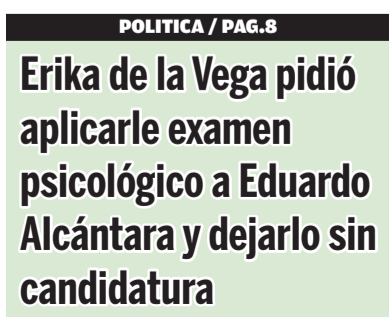 POLITICA / PAG.8
Erika de la Vega pidió
aplicarle examen
psicológico a Eduardo
Alcántara y dejarlo sin
candidatura